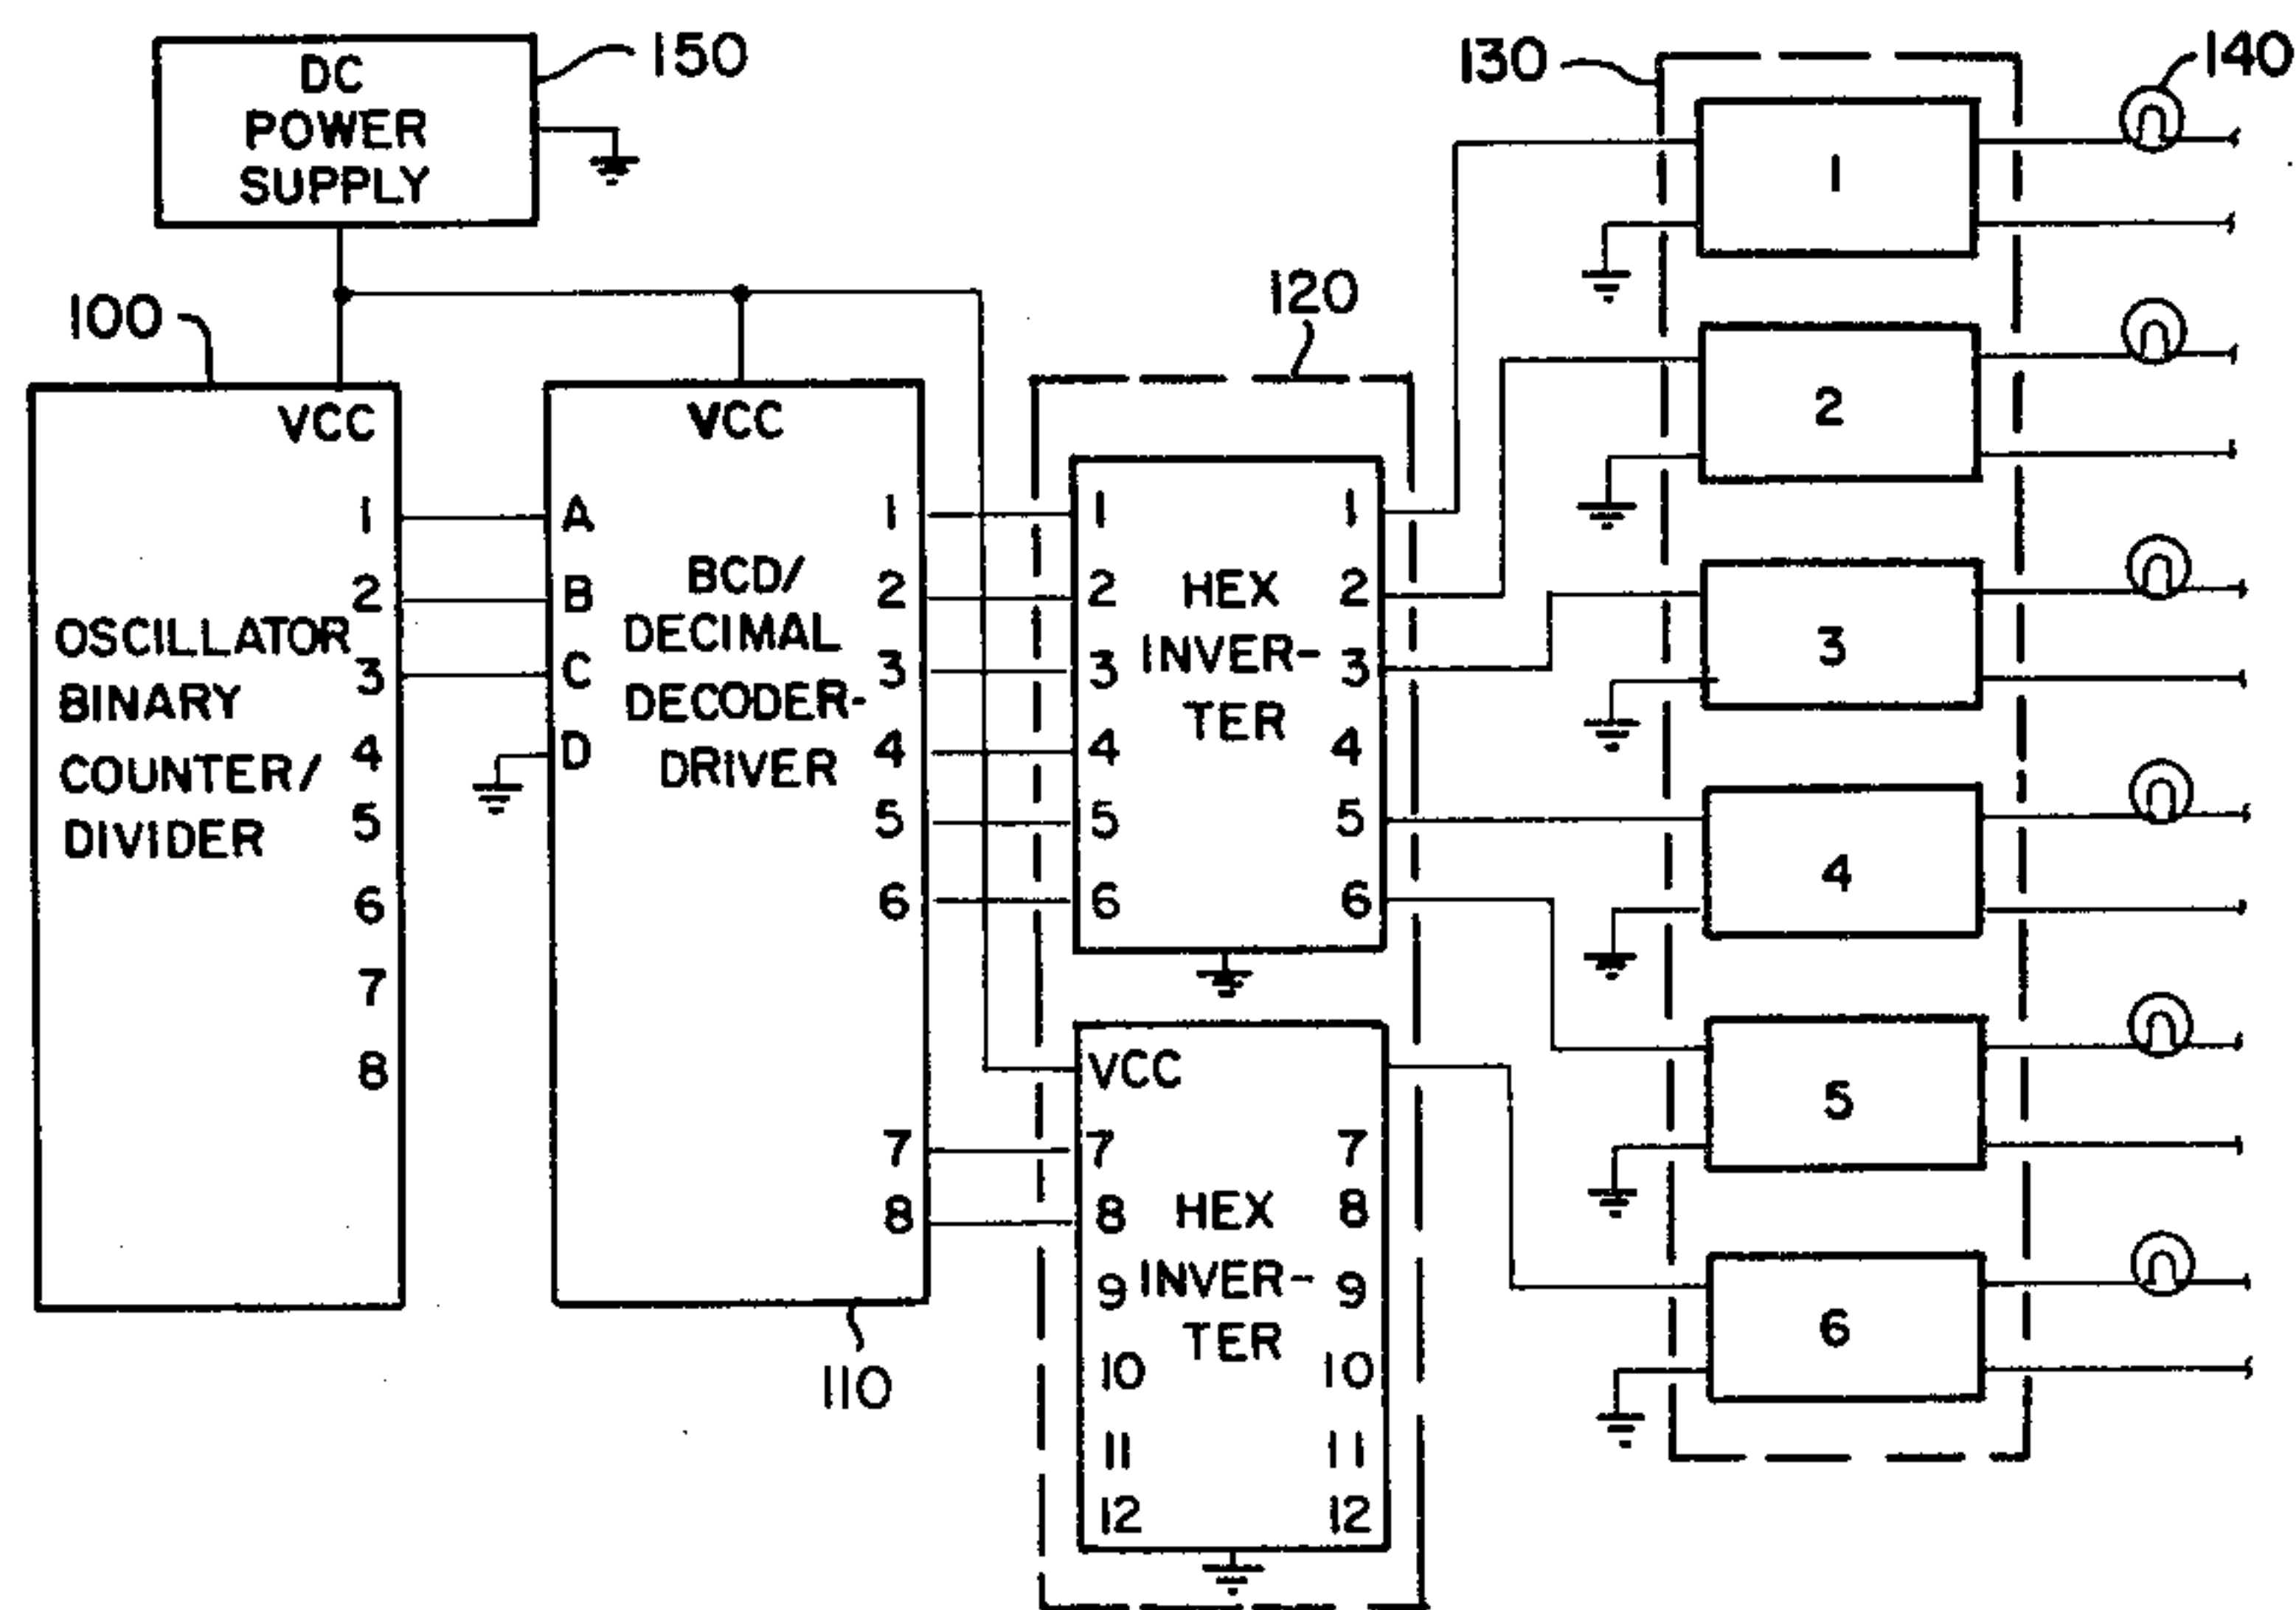 DC
POWER
SUPPLY
150
100
VCC
1
2
3
4
5
6
7
8
OSCILLATOR
BINARY
COUNTER/
DIVIDER
VCC
A
B
C
D
BCD/
DECIMAL
DECODER-
DRIVER
1
2
3
4
5
6
7
8
110
120
1
2
3
4
5
6
HEX
INVER-
TER
1
2
3
4
5
6
VCC
7
8
9
10
11
12
HEX
INVER-
TER
7
8
9
10
11
12
130
140
1
2
3
4
5
6